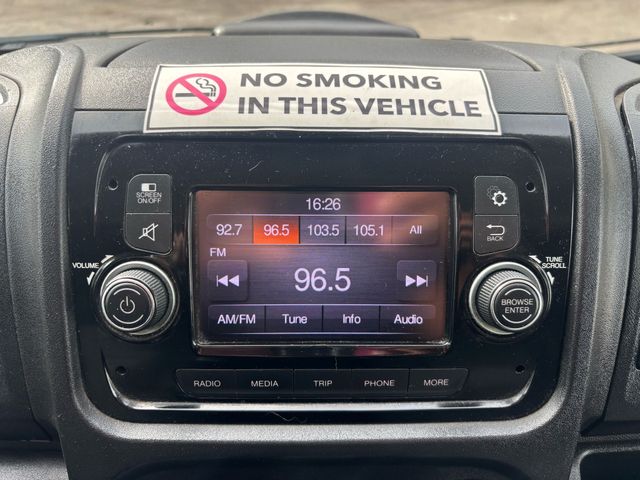 NO SMOKING
IN THIS VEHICLE
SCREEN
ON/OFF
16:26
92.7 96.5 103.5 105.1 All
FM
96.5
AM/FM Tune Info Audio
BACK
VOLUME
TUNE
SCROLL
BROWSE
ENTER
RADIO MEDIA TRIP PHONE MORE